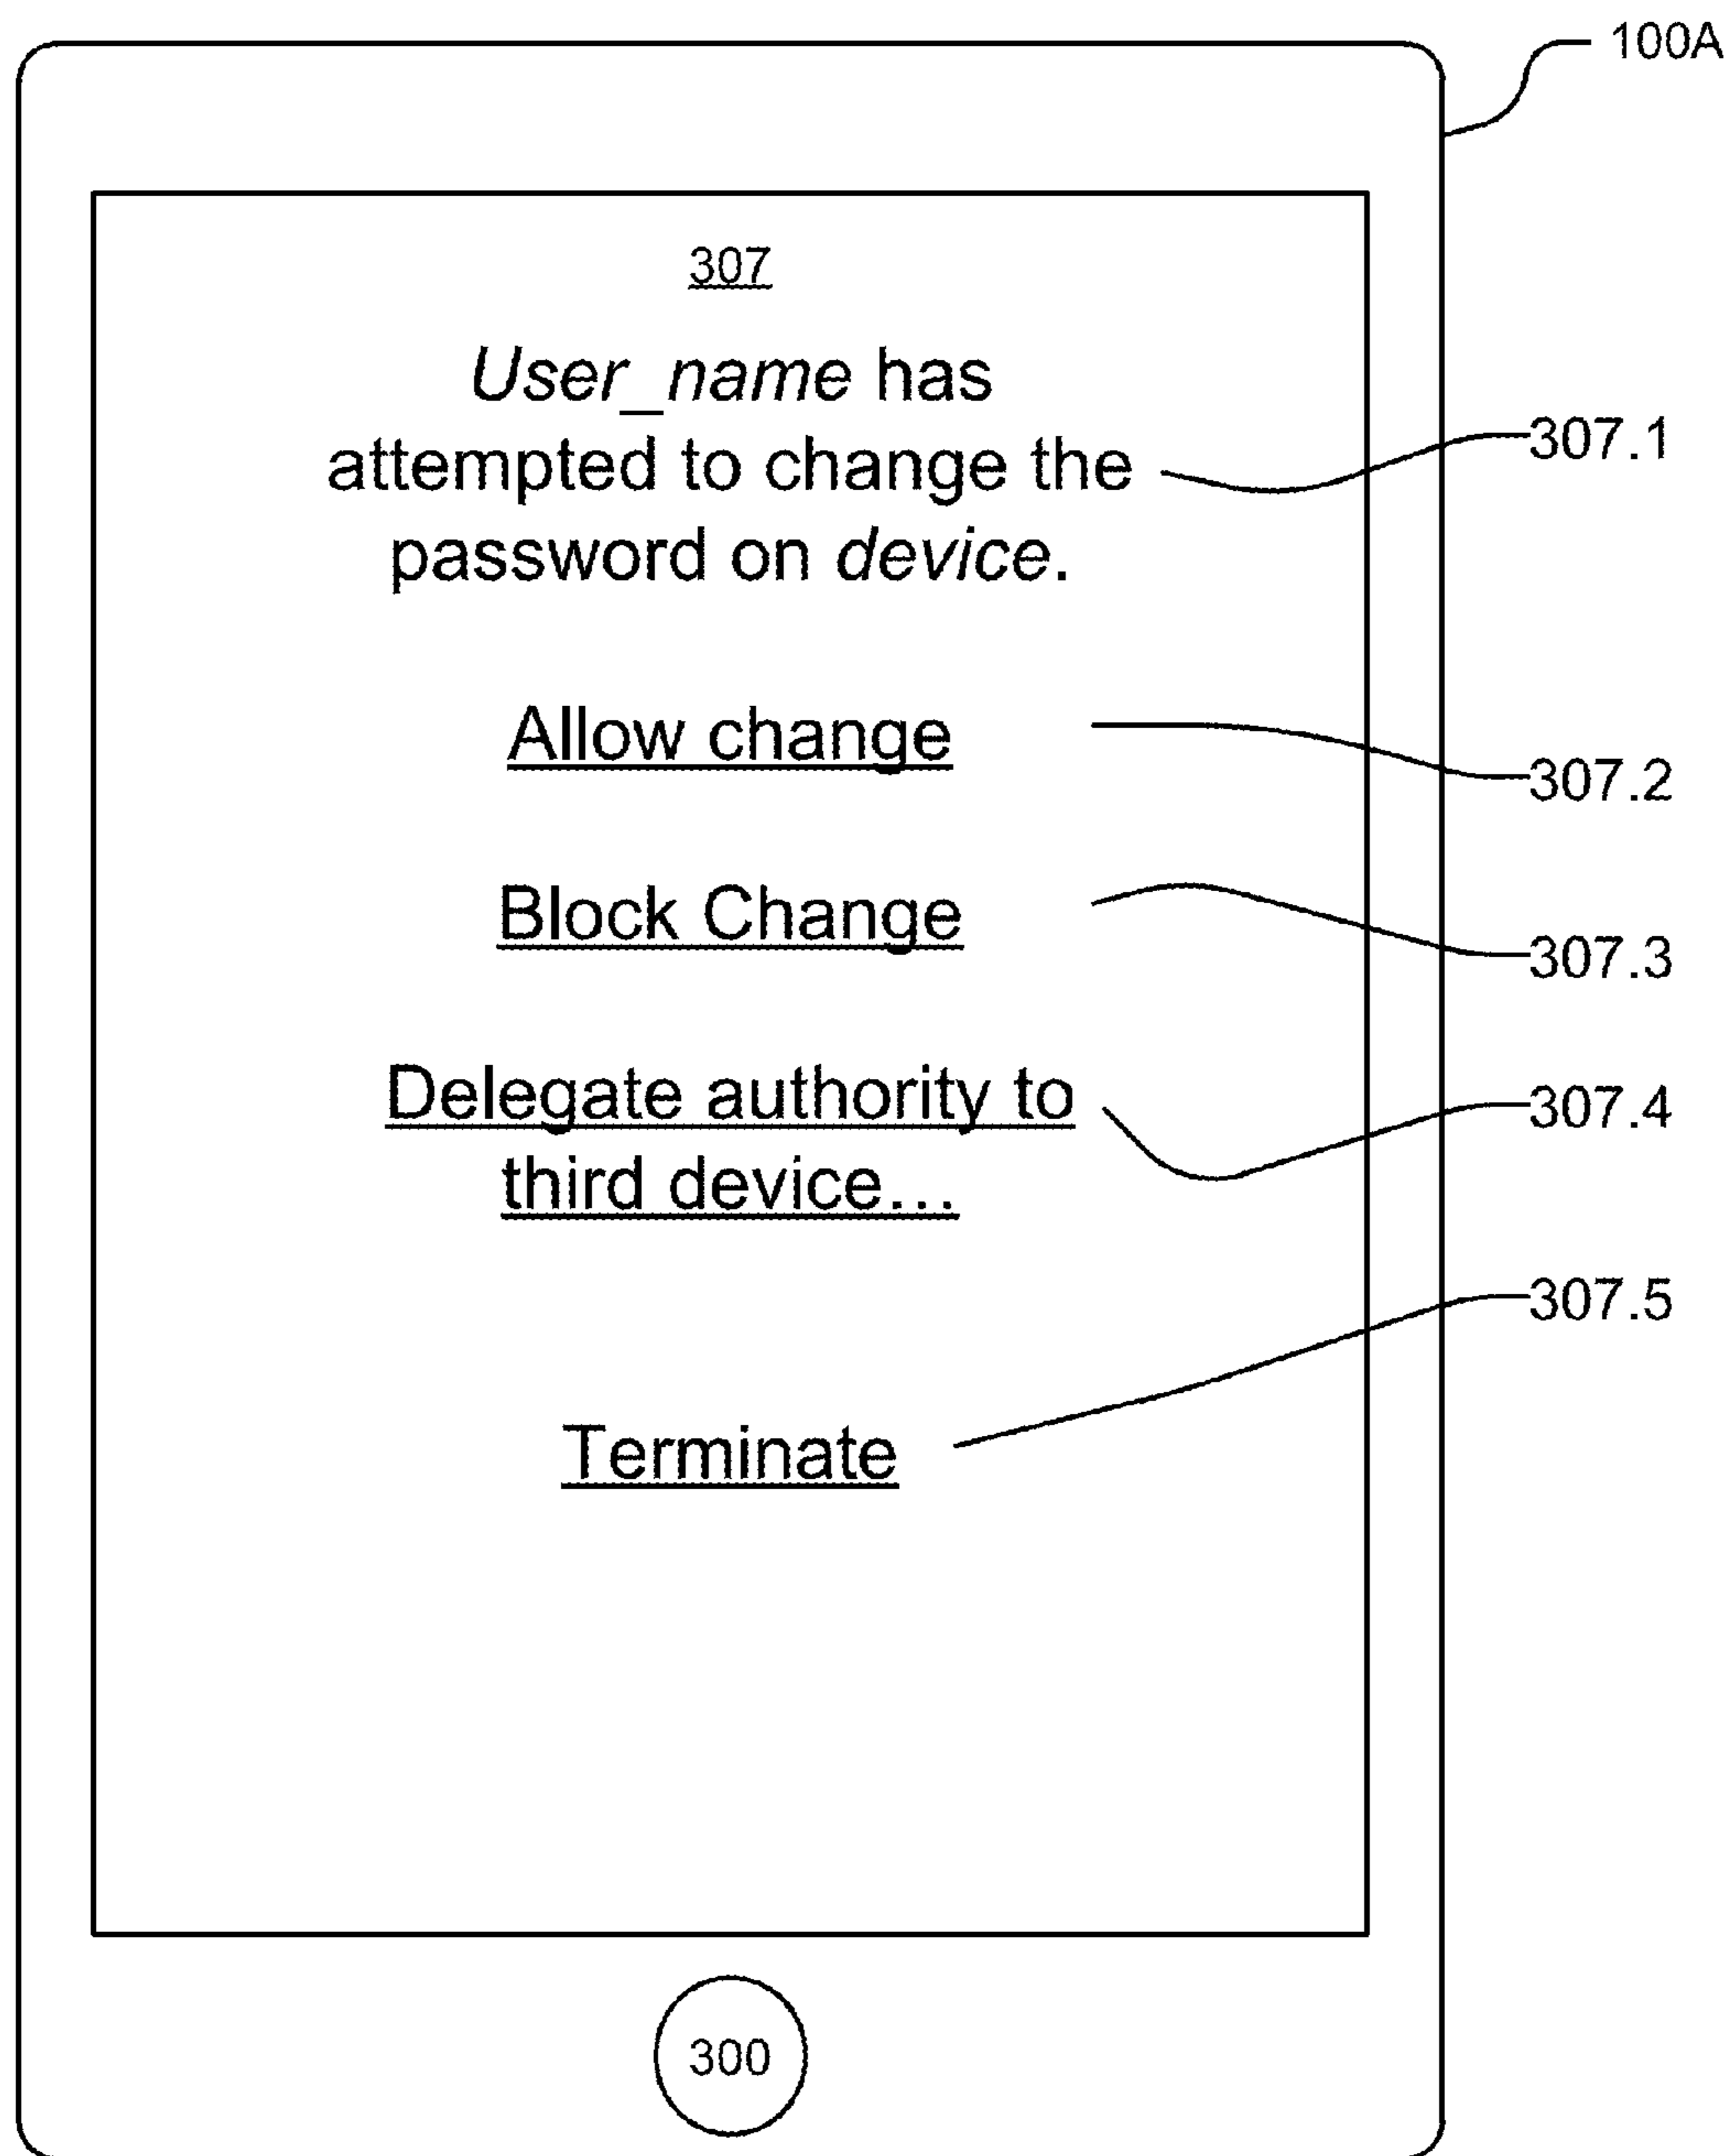 100A
307
User_name has
attempted to change the
password on device.
307.1
Allow change
307.2
Block Change
307.3
Delegate authority to
third device...
307.4
307.5
Terminate
300